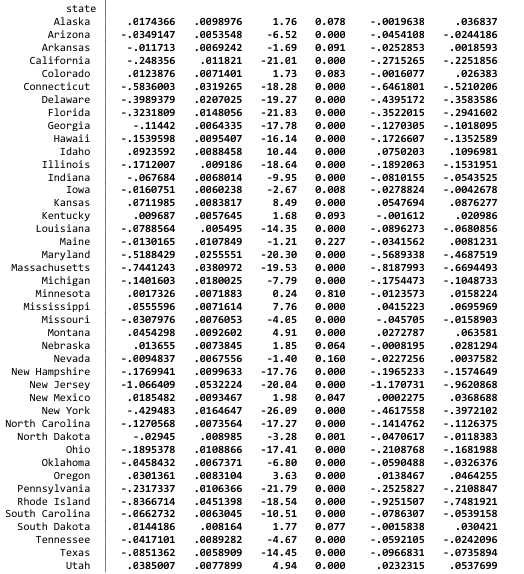 state
Alaska .0174366 .0098976 1.76 0.078 -.0019638 .036837
Arizona -.0349147 .0053548 -6.52 0.000 -.0454108 -.0244186
Arkansas -.011713 .0069242 -1.69 0.091 -.0252853 .0018593
California -.248356 .011821 -21.01 0.000 -.2715265 -.2251856
Colorado .0123876 .0071401 1.73 0.083 -.0016077 .026383
Connecticut -.5836003 .0319265 -18.28 0.000 -.6461801 -.5210206
Delaware -.3989379 .0207025 -19.27 0.000 -.4395172 -.3583586
Florida -.3231809 .0148056 -21.83 0.000 -.3522015 -.2941602
Georgia -.11442 .0064335 -17.78 0.000 -.1270305 -.1018095
Hawaii -.1539598 .0095407 -16.14 0.000 -.1726607 -.1352589
Idaho .0923592 .0088458 10.44 0.000 .0750203 .1096981
Illinois -.1712007 .009186 -18.64 0.000 -.1892063 -.1531951
Indiana -.067684 .0068014 -9.95 0.000 -.0810155 -.0543525
Iowa -.0160751 .0060238 -2.67 0.008 -.0278824 -.0042678
Kansas .0711985 .0083817 8.49 0.000 .0547694 .0876277
Kentucky .009687 .0057645 1.68 0.093 -.001612 .020986
Louisiana -.0788564 .005495 -14.35 0.000 -.0896273 -.0680856
Maine -.0130165 .0107849 -1.21 0.227 -.0341562 .0081231
Maryland -.5188429 .0255551 -20.30 0.000 -.5689338 -.4687519
Massachusetts -.7441243 .0380972 -19.53 0.000 -.8187993 -.6694493
Michigan -.1401603 .0180025 -7.79 0.000 -.1754473 -.1048733
Minnesota .0017326 .0071883 0.24 0.810 -.0123573 .0158224
Mississippi .0555596 .0071614 7.76 0.000 .0415223 .0695969
Missouri -.0307976 .0076053 -4.05 0.000 -.045705 -.0158903
Montana .0454298 .0092602 4.91 0.000 .0272787 .063581
Nebraska .013655 .0073845 1.85 0.064 -.0008195 .0281294
Nevada -.0094837 .0067556 -1.40 0.160 -.0227256 .0037582
New Hampshire -.1769941 .0099633 -17.76 0.000 -.1965233 -.1574649
New Jersey -1.066409 .0532224 -20.04 0.000 -1.170731 -.9620868
New Mexico .0185482 .0093467 1.98 0.047 .0002275 .0368688
New York -.429483 .0164647 -26.09 0.000 -.4617558 -.3972102
North Carolina -.1270568 .0073564 -17.27 0.000 -.1414762 -.1126375
North Dakota -.02945 .008985 -3.28 0.001 -.0470617 -.0118383
Ohio -.1895378 .0108866 -17.41 0.000 -.2108768 -.1681988
Oklahoma -.0458432 .0067371 -6.80 0.000 -.0590488 -.0326376
Oregon .0301361 .0083104 3.63 0.000 .0138467 .0464255
Pennsylvania -.2317337 .0106366 -21.79 0.000 -.2525827 -.2108847
Rhode Island -.8366714 .0451398 -18.54 0.000 -.9251507 -.7481921
South Carolina -.0662732 .0063045 -10.51 0.000 -.0786307 -.0539158
South Dakota .0144186 .008164 1.77 0.077 -.0015838 .030421
Tennessee -.0417101 .0089282 -4.67 0.000 -.0592105 -.0242096
Texas -.0851362 .0058909 -14.45 0.000 -.0966831 -.0735894
Utah .0385007 .0077899 4.94 0.000 .0232315 .0537699